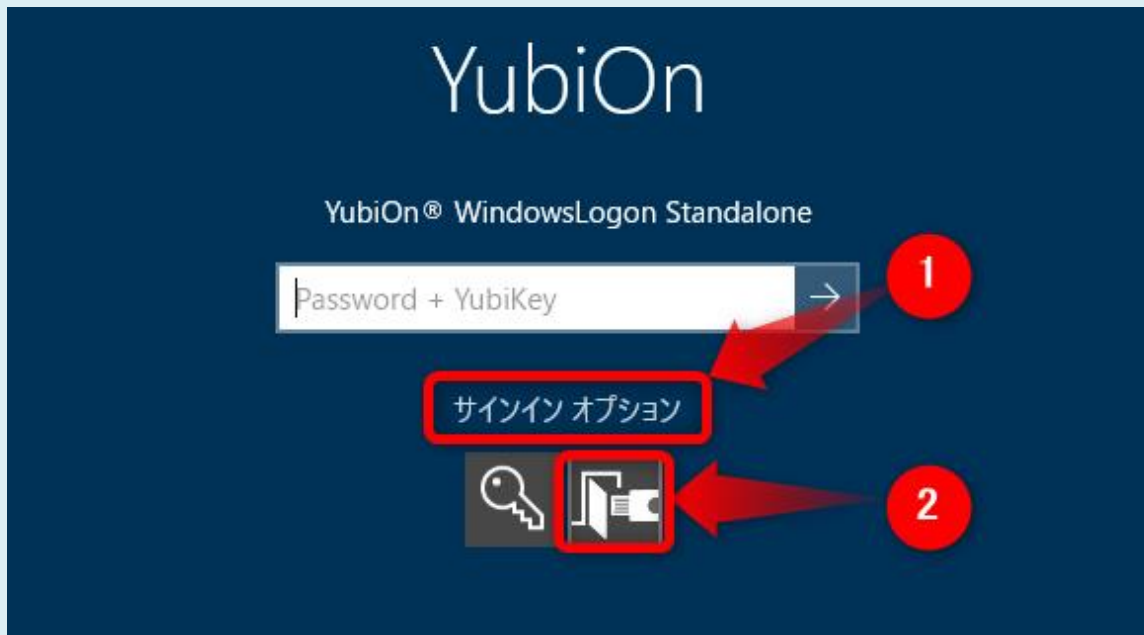 YubiOn
YubiOn® WindowsLogon Standalone
Password + YubiKey
1
サインイン オプション
2